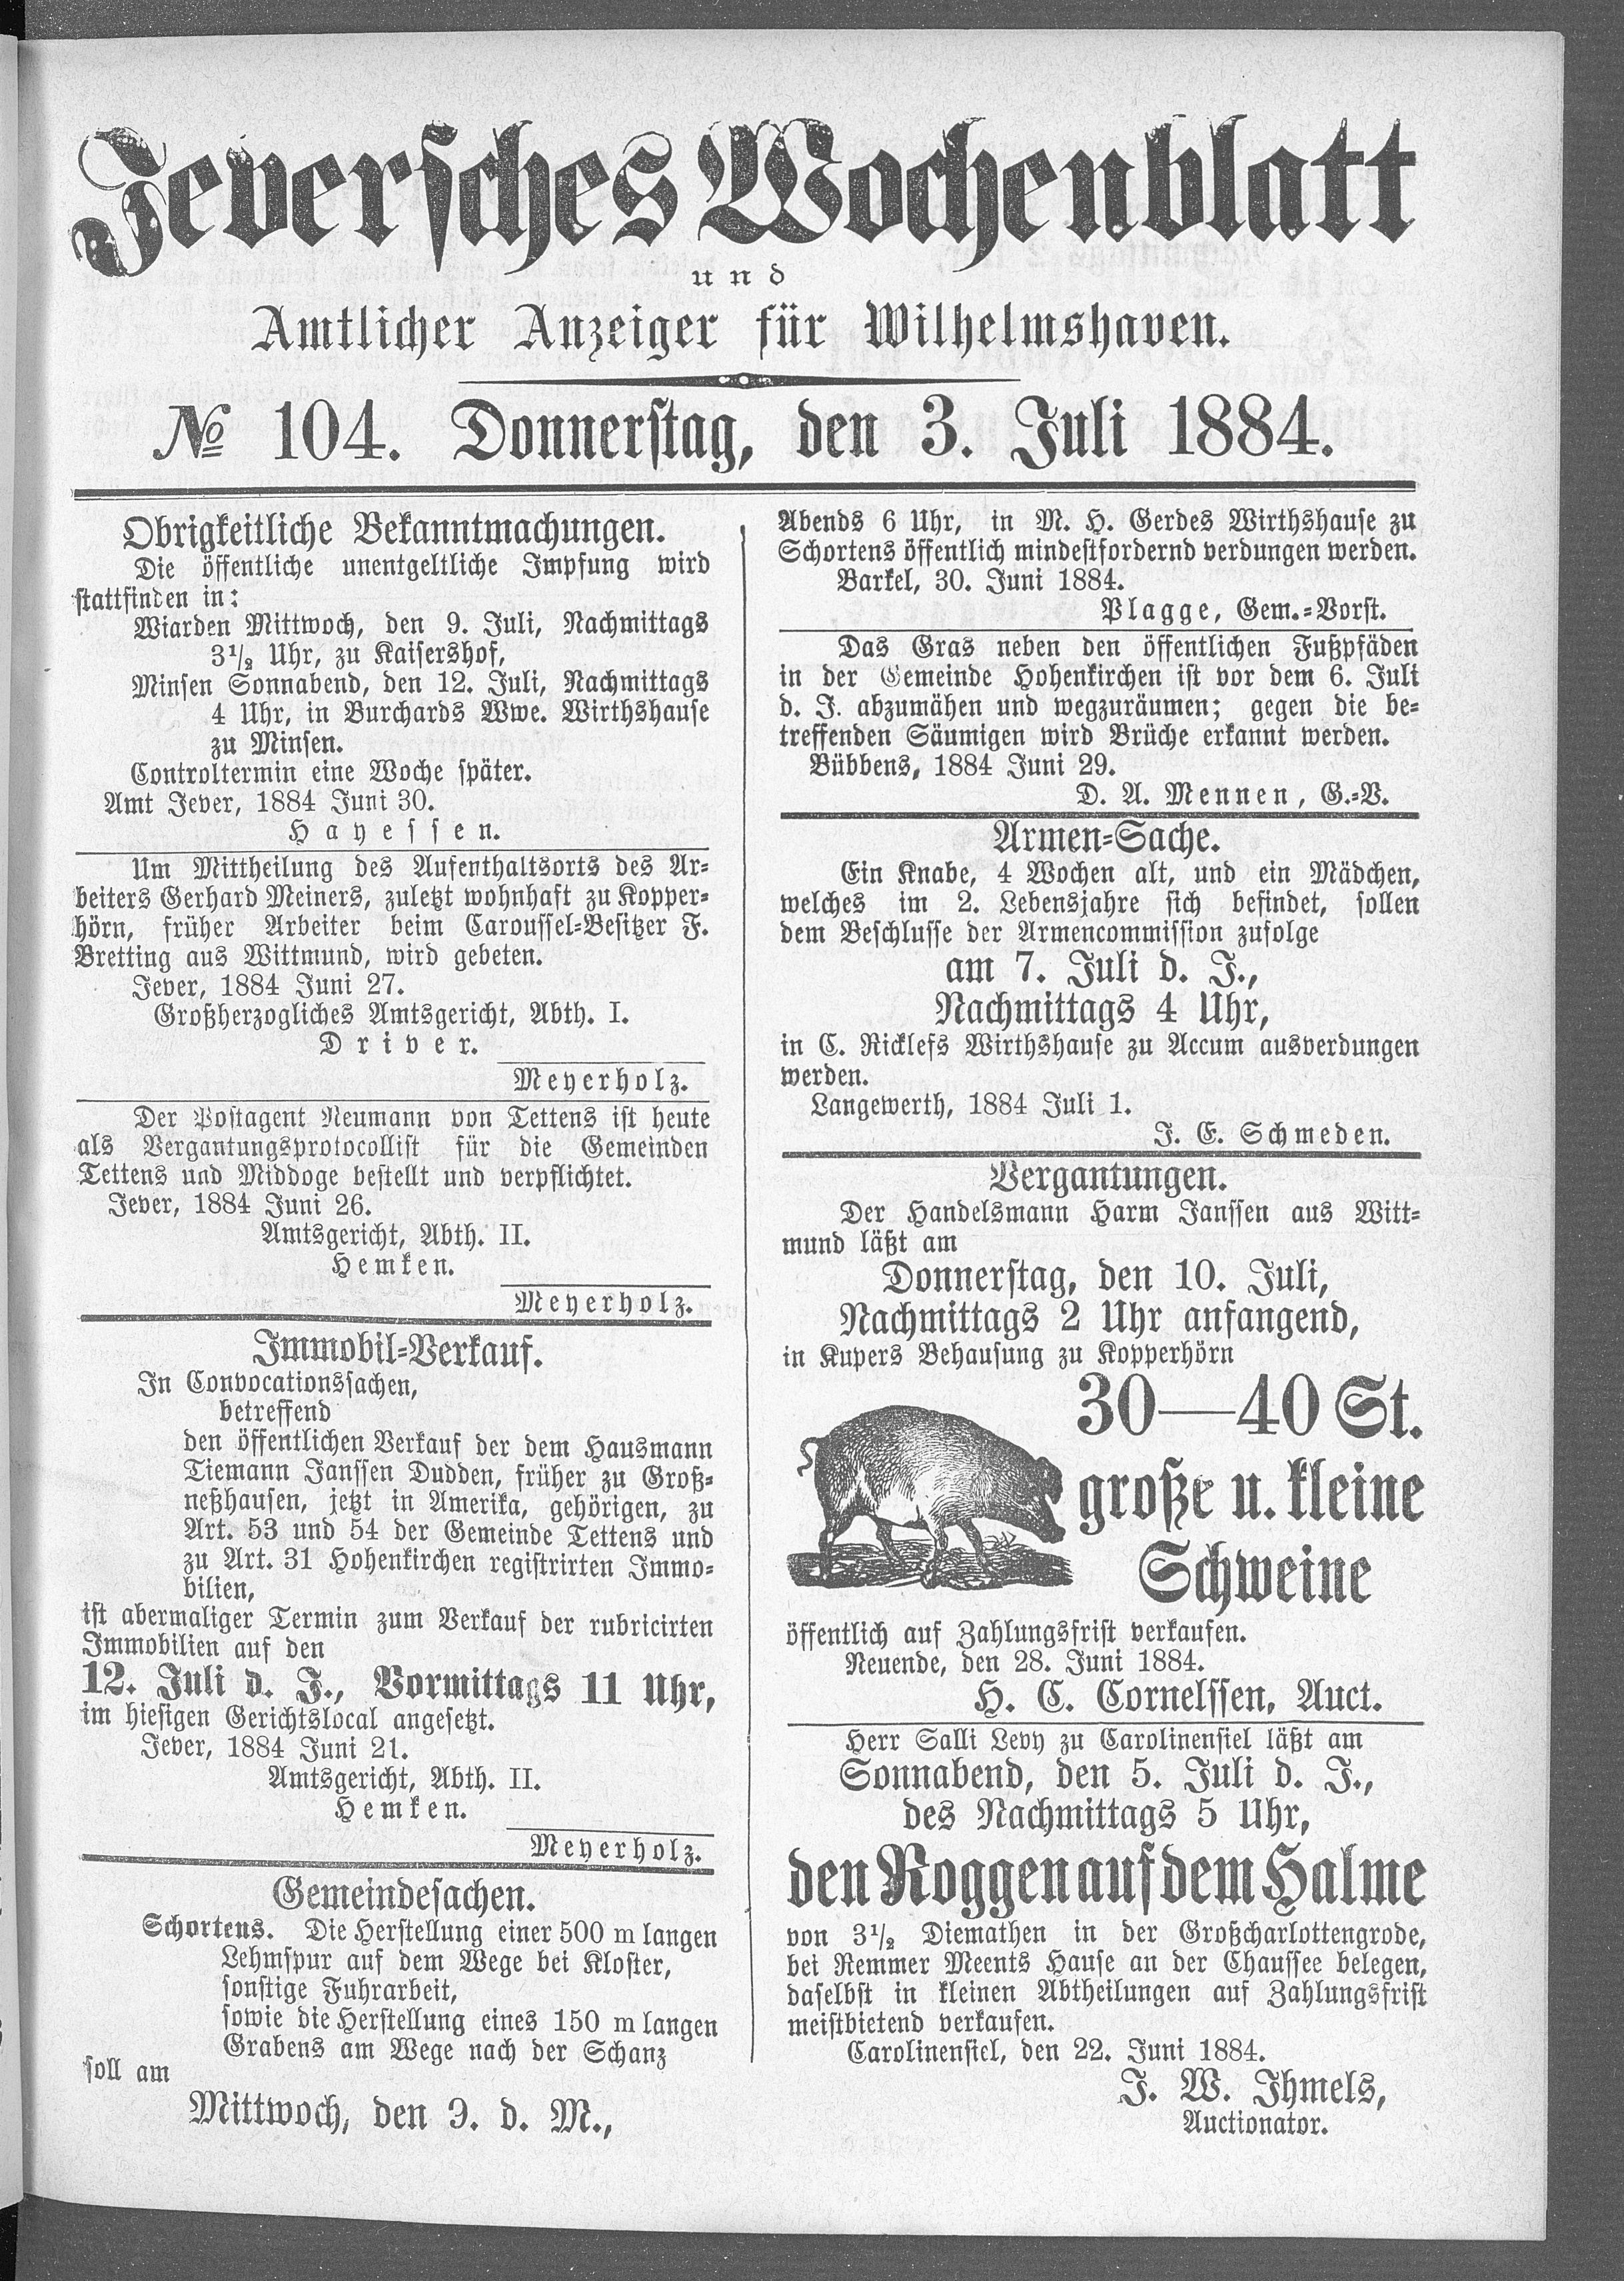 Jeversches Wochenblatt
und
Amtlicher Anzeiger für Wilhelmshaven.
№ 104. Donnerstag, den 3. Juli 1884.
Obrigkeitliche Bekanntmachungen.
Die öffentliche unentgeltliche Impfung wird
stattfinden in:
Wiarden Mittwoch, den 9. Juli, Nachmittags
3½ Uhr, zu Kaisershof,
Minsen Sonnabend, den 12. Juli, Nachmittags
4 Uhr, in Burchards Wwe. Wirthshause
zu Minsen.
Controltermin eine Woche später.
Amt Jever, 1884 Juni 30.
Hayessen.
Um Mittheilung des Aufenthaltsorts des Ar-
beiters Gerhard Meiners, zuletzt wohnhaft zu Kopper-
hörn, früher Arbeiter beim Caroussel-Besitzer F.
Bretting aus Wittmund, wird gebeten.
Jever, 1884 Juni 27.
Großherzogliches Amtsgericht, Abth. I.
Driver.
Meyerholz.
Der Postagent Neumann von Tettens ist heute
als Vergantungsprotocollist für die Gemeinden
Tettens und Middoge bestellt und verpflichtet.
Jever, 1884 Juni 26.
Amtsgericht, Abth. II.
Hemken.
Meyerholz.
Immobil-Verkauf.
In Convocationssachen,
betreffend
den öffentlichen Verkauf der dem Hausmann
Tiemann Janssen Dudden, früher zu Groß-
neßhausen, jetzt in Amerika, gehörigen, zu
Art. 53 und 54 der Gemeinde Tettens und
zu Art. 31 Hohenkirchen registrirten Immo-
bilien,
ist abermaliger Termin zum Verkauf der rubricirten
Immobilien auf den
12. Juli d. J., Vormittags 11 Uhr,
im hiesigen Gerichtslocal angesetzt.
Jever, 1884 Juni 21.
Amtsgericht, Abth. II.
Hemken.
Meyerholz.
Gemeindesachen.
Schortens. Die Herstellung einer 500 m langen
Lehmspur auf dem Wege bei Kloster,
sonstige Fuhrarbeit,
sowie die Herstellung eines 150 m langen
Grabens am Wege nach der Schanz
soll am
Mittwoch, den 9. d. M.,
Abends 6 Uhr, in M. H. Gerdes Wirthshause zu
Schortens öffentlich mindestfordernd verdungen werden.
Barkel, 30. Juni 1884.
Plagge, Gem.-Vorst.
Das Gras neben den öffentlichen Fußpfäden
in der Gemeinde Hohenkirchen ist vor dem 6. Juli
d. J. abzumähen und wegzuräumen; gegen die be-
treffenden Säumigen wird Brüche erkannt werden.
Bübbens, 1884 Juni 29.
D. A. Mennen, G.-V.
Armen-Sache.
Ein Knabe, 4 Wochen alt, und ein Mädchen,
welches im 2. Lebensjahre sich befindet, sollen
dem Beschlusse der Armencommission zufolge
am 7. Juli d. J.,
Nachmittags 4 Uhr,
in C. Ricklefs Wirthshause zu Accum ausverdungen
werden.
Langewerth, 1884 Juli 1.
J. E. Schmeden.
Vergantungen.
Der Handelsmann Harm Janssen aus Witt-
mund läßt am
Donnerstag, den 10. Juli,
Nachmittags 2 Uhr anfangend,
in Kupers Behausung zu Kopperhörn
30—40 St.
große u. kleine
Schweine
öffentlich auf Zahlungsfrist verkaufen.
Neuende, den 28. Juni 1884.
H. C. Cornelssen, Auct.
Herr Salli Levy zu Carolinensiel läßt am
Sonnabend, den 5. Juli d. J.,
des Nachmittags 5 Uhr,
den Roggen auf dem Halme
von 3½ Diemathen in der Großcharlottengrode,
bei Remmer Meents Hause an der Chaussee belegen,
daselbst in kleinen Abtheilungen auf Zahlungsfrist
meistbietend verkaufen.
Carolinensiel, den 22. Juni 1884.
J. W. Ihmels,
Auctionator.